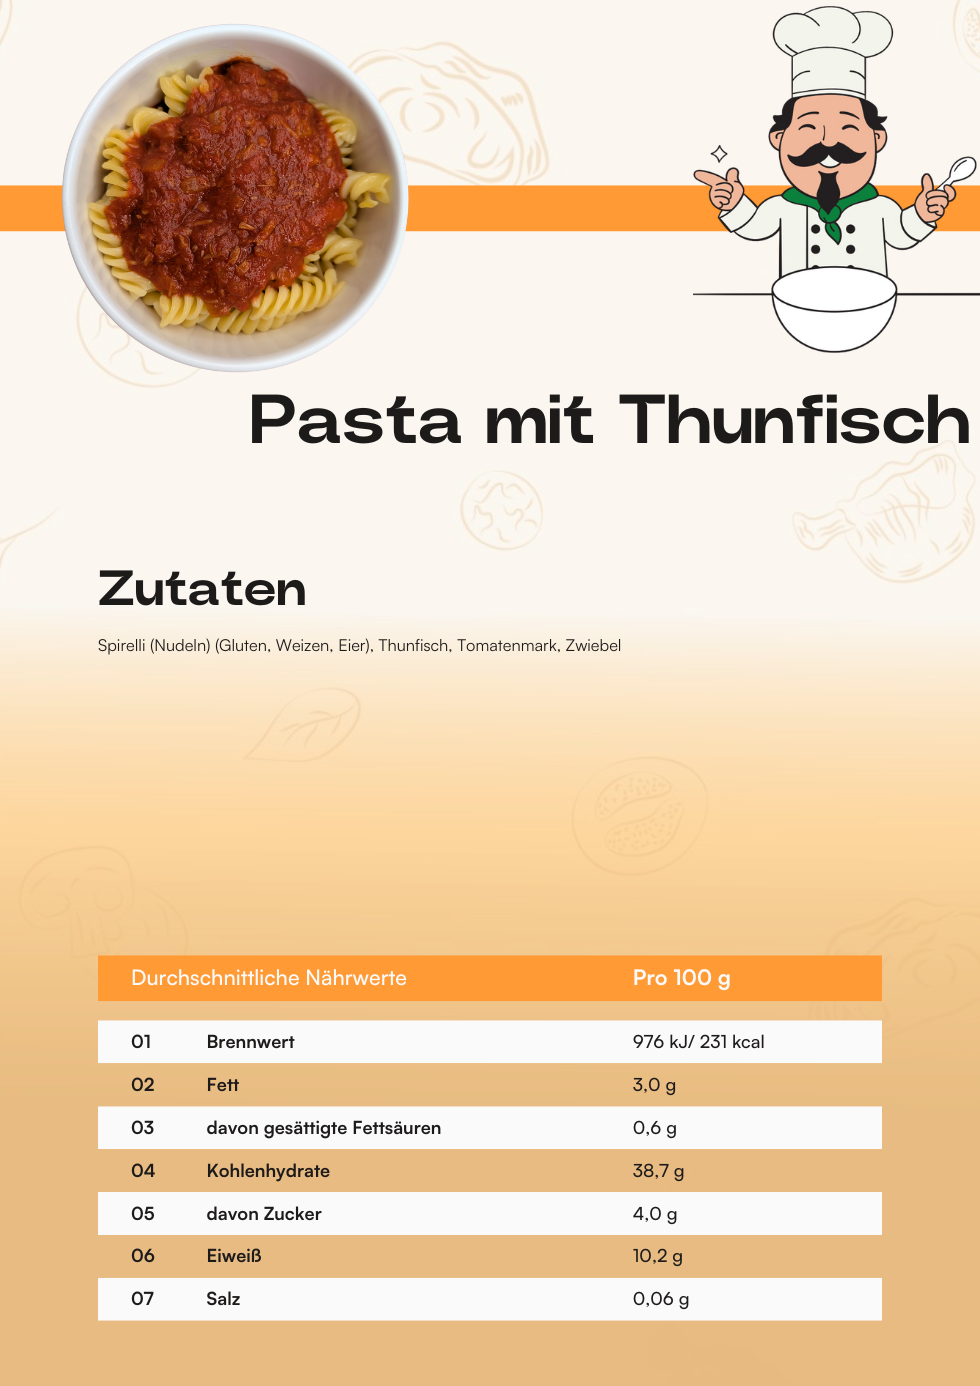 Pasta mit Thunfisch
Zutaten
Spirelli (Nudeln) (Gluten, Weizen, Eier), Thunfisch, Tomatenmark, Zwiebel
Durchschnittliche Nährwerte Pro 100 g
01 Brennwert 976 kJ/ 231 kcal
02 Fett 3,0 g
03 davon gesättigte Fettsäuren 0,6 g
04 Kohlenhydrate 38,7 g
05 davon Zucker 4,0 g
06 Eiweiß 10,2 g
07 Salz 0,06 g